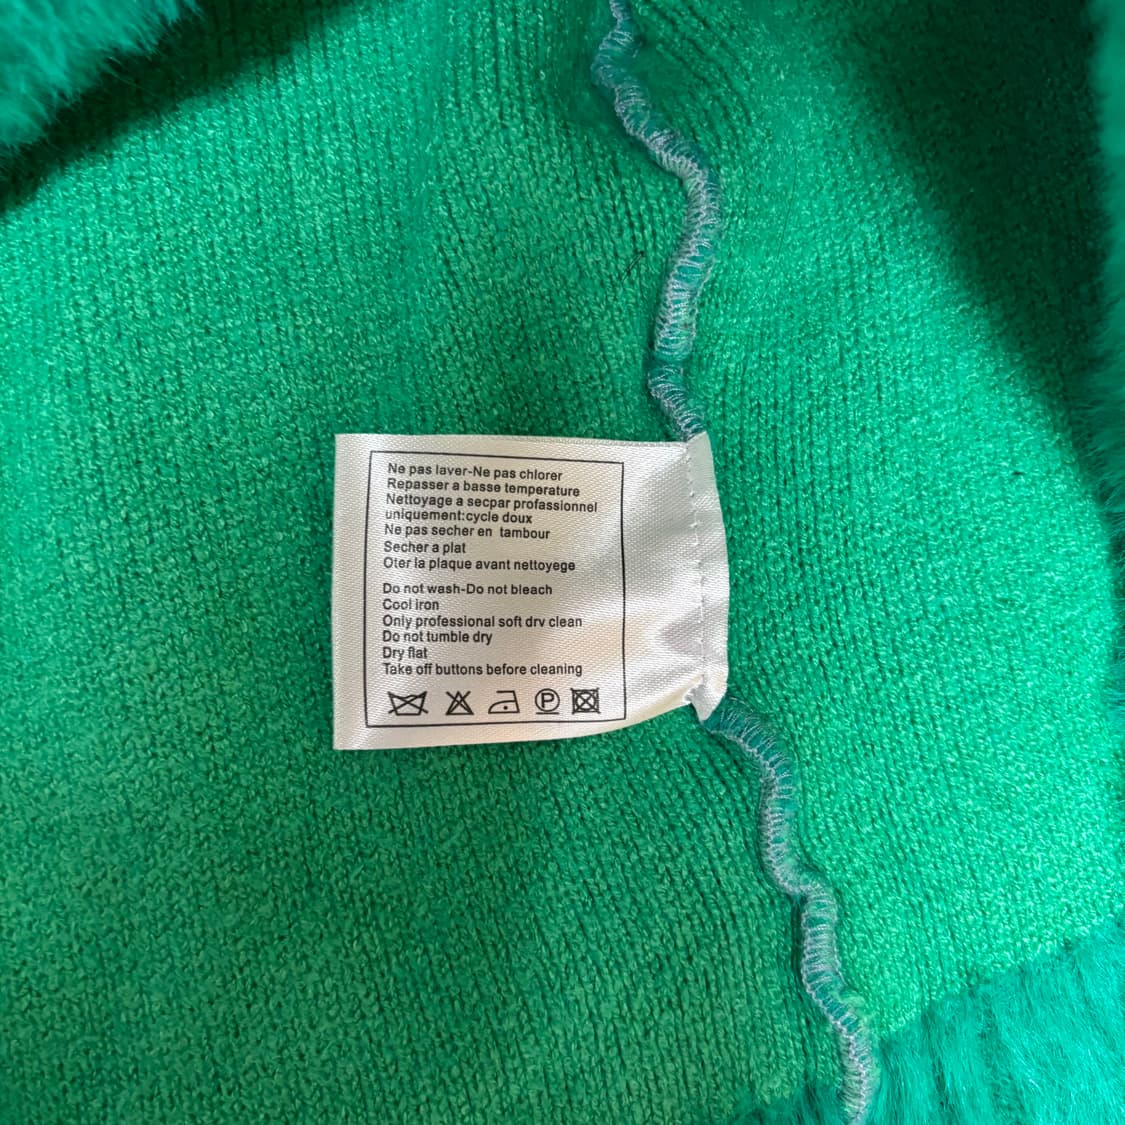 Ne pas laver-Ne pas chlorer
Repasser a basse temperature
Nettoyage a secpar profassionnel
uniquement:cycle doux
Ne pas secher en tambour
Secher a plat
Oter la plaque avant nettoyege
Do not wash-Do not bleach
Cool iron
Only professional soft drv clean
Do not tumble dry
Dry flat
Take off buttons before cleaning
P